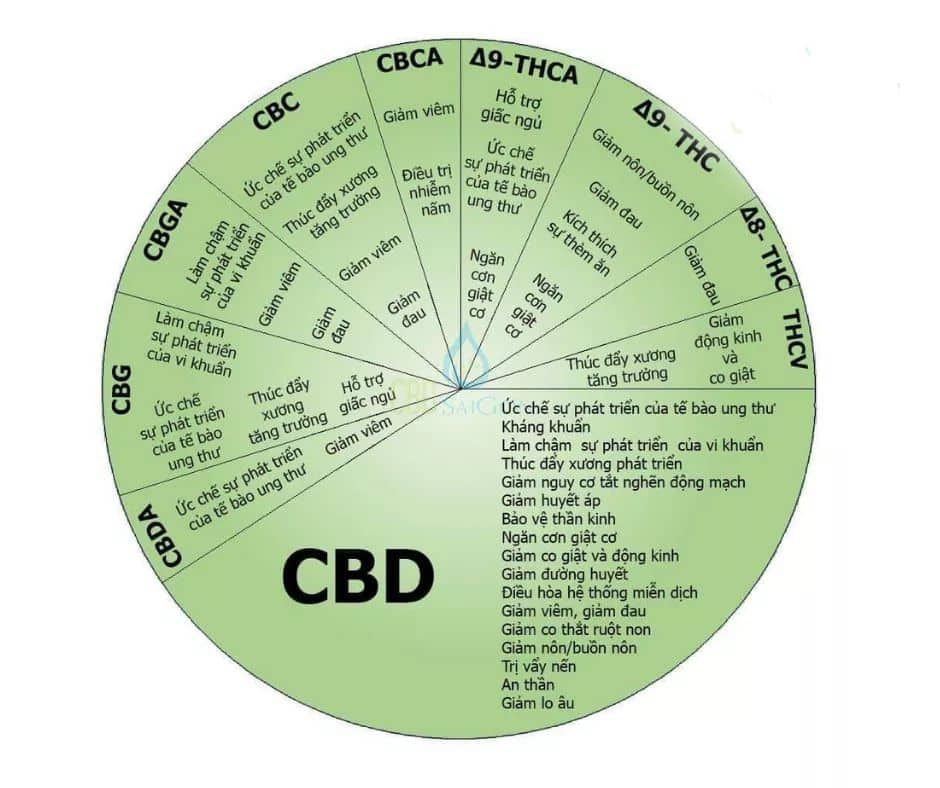 CBCA
Giảm viêm
Điều trị
nhiễm
nấm
Δ9-THCA
Hỗ trợ
giấc ngủ
Ức chế
sự phát triển
của tế bào
ung thư
Ngăn
cơn
giật
cơ
Δ9- THC
Giảm nôn/buồn nôn
Giảm đau
Kích thích
sự thèm ăn
Ngăn
cơn
giật
cơ
Δ8- THC
Giảm đau
THCV
Giảm
động kinh
và
co giật
Thúc đẩy xương
tăng trưởng
CBD
Ức chế sự phát triển của tế bào ung thư
Kháng khuẩn
Làm chậm sự phát triển của vi khuẩn
Thúc đẩy xương phát triển
Giảm nguy cơ tắt nghẽn động mạch
Giảm huyết áp
Bảo vệ thần kinh
Ngăn cơn giật cơ
Giảm co giật và động kinh
Giảm đường huyết
Điều hòa hệ thống miễn dịch
Giảm viêm, giảm đau
Giảm co thắt ruột non
Giảm nôn/buồn nôn
Trị vẩy nến
An thần
Giảm lo âu
CBDA
Ức chế sự phát triển
của tế bào ung thư
Giảm viêm
CBG
Làm chậm
sự phát triển
của vi khuẩn
Ức chế
sự phát triển
của tế bào
ung thư
Thúc đẩy
xương
tăng trưởng
Hỗ trợ
giấc ngủ
CBGA
Làm chậm
sự phát triển
của vi khuẩn
Giảm viêm
Giảm
đau
CBC
Ức chế sự phát triển
của tế bào ung thư
Thúc đẩy xương
tăng trưởng
Giảm viêm
Giảm
đau
CBD
SAIGON